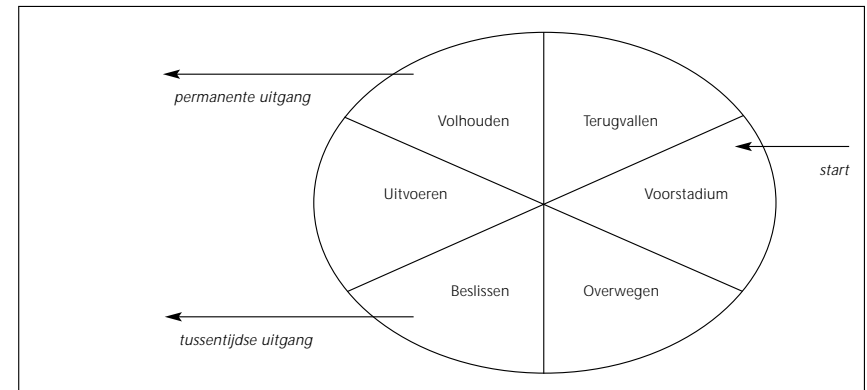 permanente uitgang
Volhouden
Terugvallen
start
Uitvoeren
Voorstadium
Beslissen
Overwegen
tussentijdse uitgang